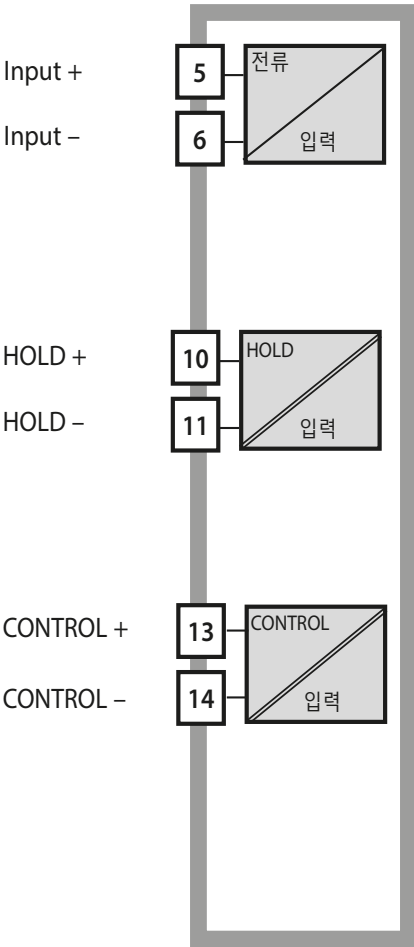 Input +
5
전류
Input –
6
입력
HOLD +
10
HOLD
HOLD –
11
입력
CONTROL +
13
CONTROL
CONTROL –
14
입력